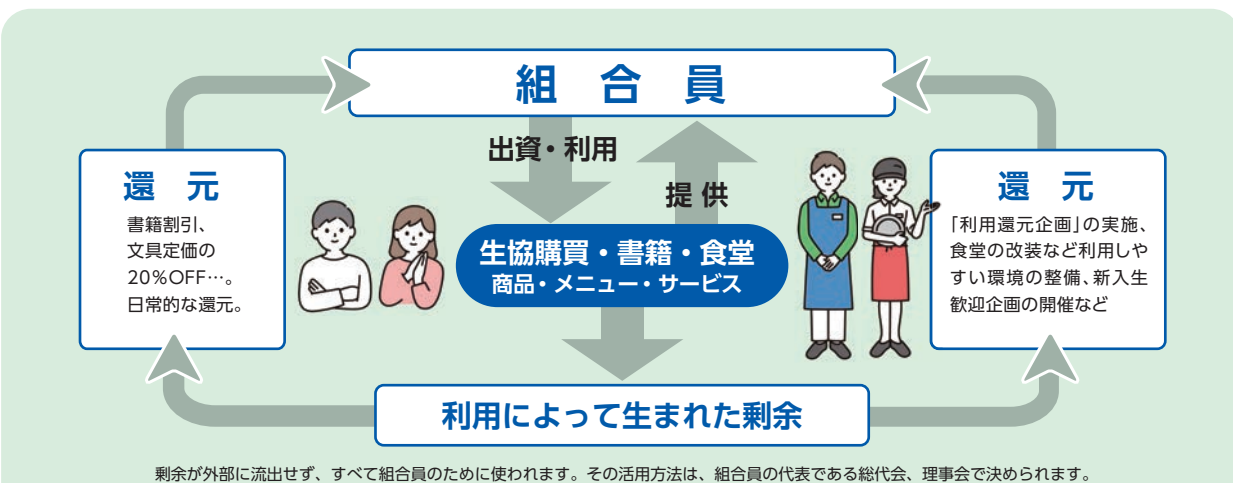 組 合 員
出資・利用
提 供
還 元
書籍割引、
文具定価の
20%OFF…。
日常的な還元。
生協購買・書籍・食堂
商品・メニュー・サービス
還 元
「利用還元企画」の実施、
食堂の改装など利用しや
すい環境の整備、新入生
歓迎企画の開催など
利用によって生まれた剰余
剰余が外部に流出せず、すべて組合員のために使われます。その活用方法は、組合員の代表である総代会、理事会で決められます。